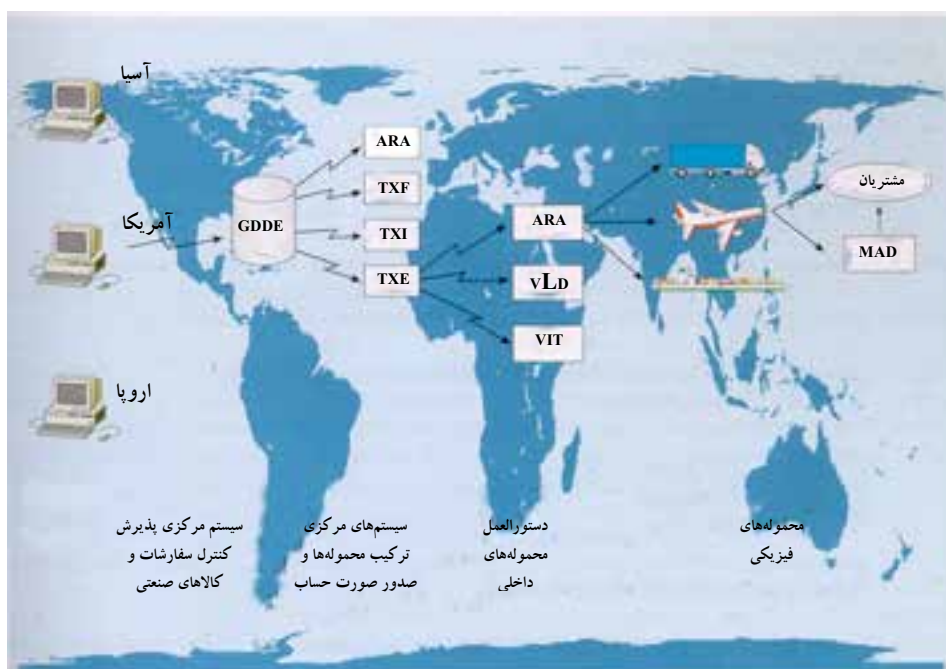 آسیا
آمریکا
اروپا
GDDE
ARA
TXF
TXI
TXE
ARA
VLD
VIT
مشتریان
MAD
سیستم مرکزی پذیرش
کنترل سفارشات و
کالاهای صنعتی
سیستم‌های مرکزی
ترکیب محموله‌ها و
صدور صورت حساب
دستورالعمل
محموله‌های
داخلی
محموله‌های
فیزیکی